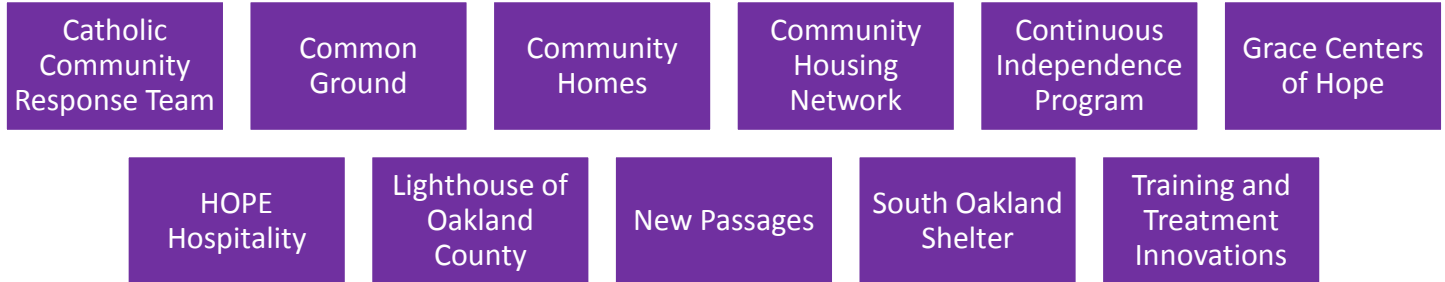 Catholic
Community
Response Team
Common
Ground
Community
Homes
Community
Housing
Network
Continuous
Independence
Program
Grace Centers
of Hope
HOPE
Hospitality
Lighthouse of
Oakland
County
New Passages
South Oakland
Shelter
Training and
Treatment
Innovations